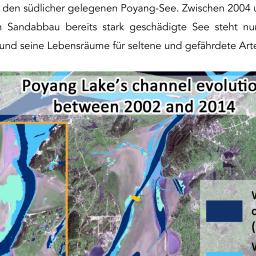 den südlicher gelegenen Poyang-See. Zwischen 2004
Sandabbau bereits stark geschädigte See steht
und seine Lebensräume für seltene und gefährdete
Poyang Lake's channel
between 2002 and 2014